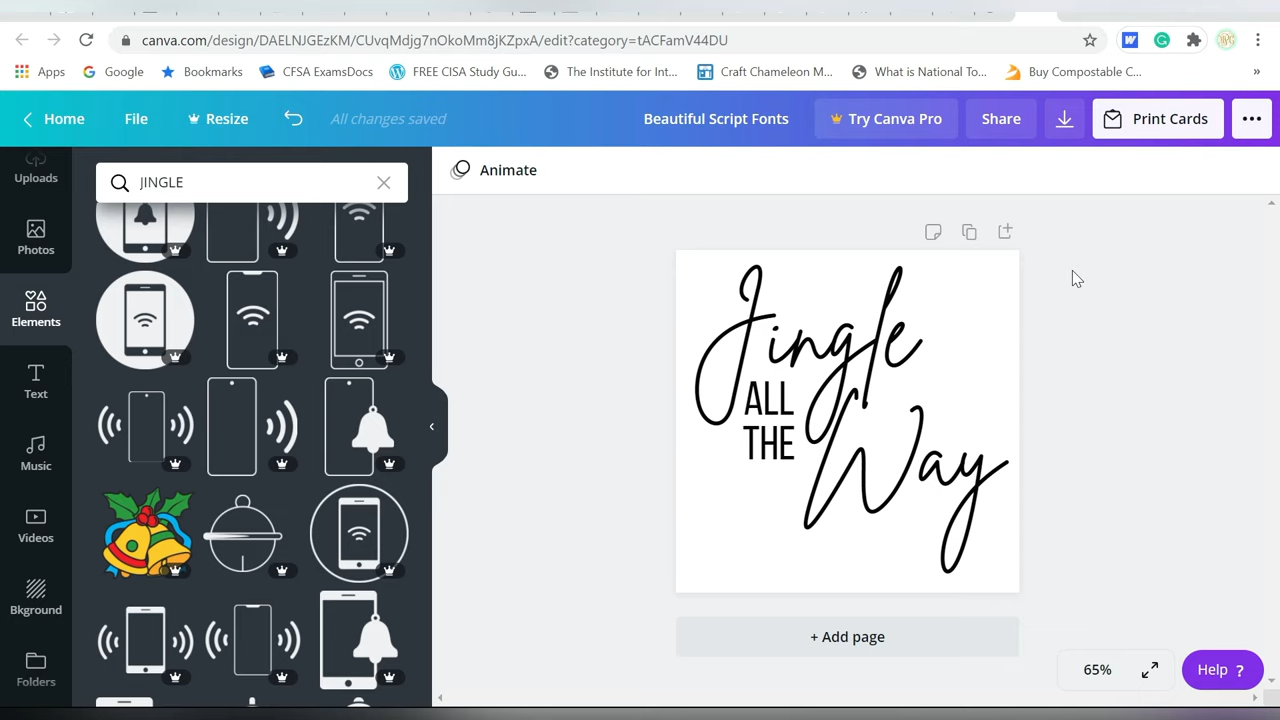 canva.com/design/DAELNJGEzKM/CUvqMdjg7nOkoMm8jKZpxA/edit?category=tACFamV44DU
Apps
Google
Bookmarks
CFSA ExamsDocs
FREE CISA Study Gu...
The Institute for Int...
Craft Chameleon M...
What is National To...
Buy Compostable C...
»
Home
File
Resize
All changes saved
Beautiful Script Fonts
Try Canva Pro
Share
Print Cards
Uploads
Photos
Elements
Text
Music
Videos
Bkground
Folders
JINGLE
Animate
Jingle
ALL
THE
Way
+ Add page
65%
Help ?